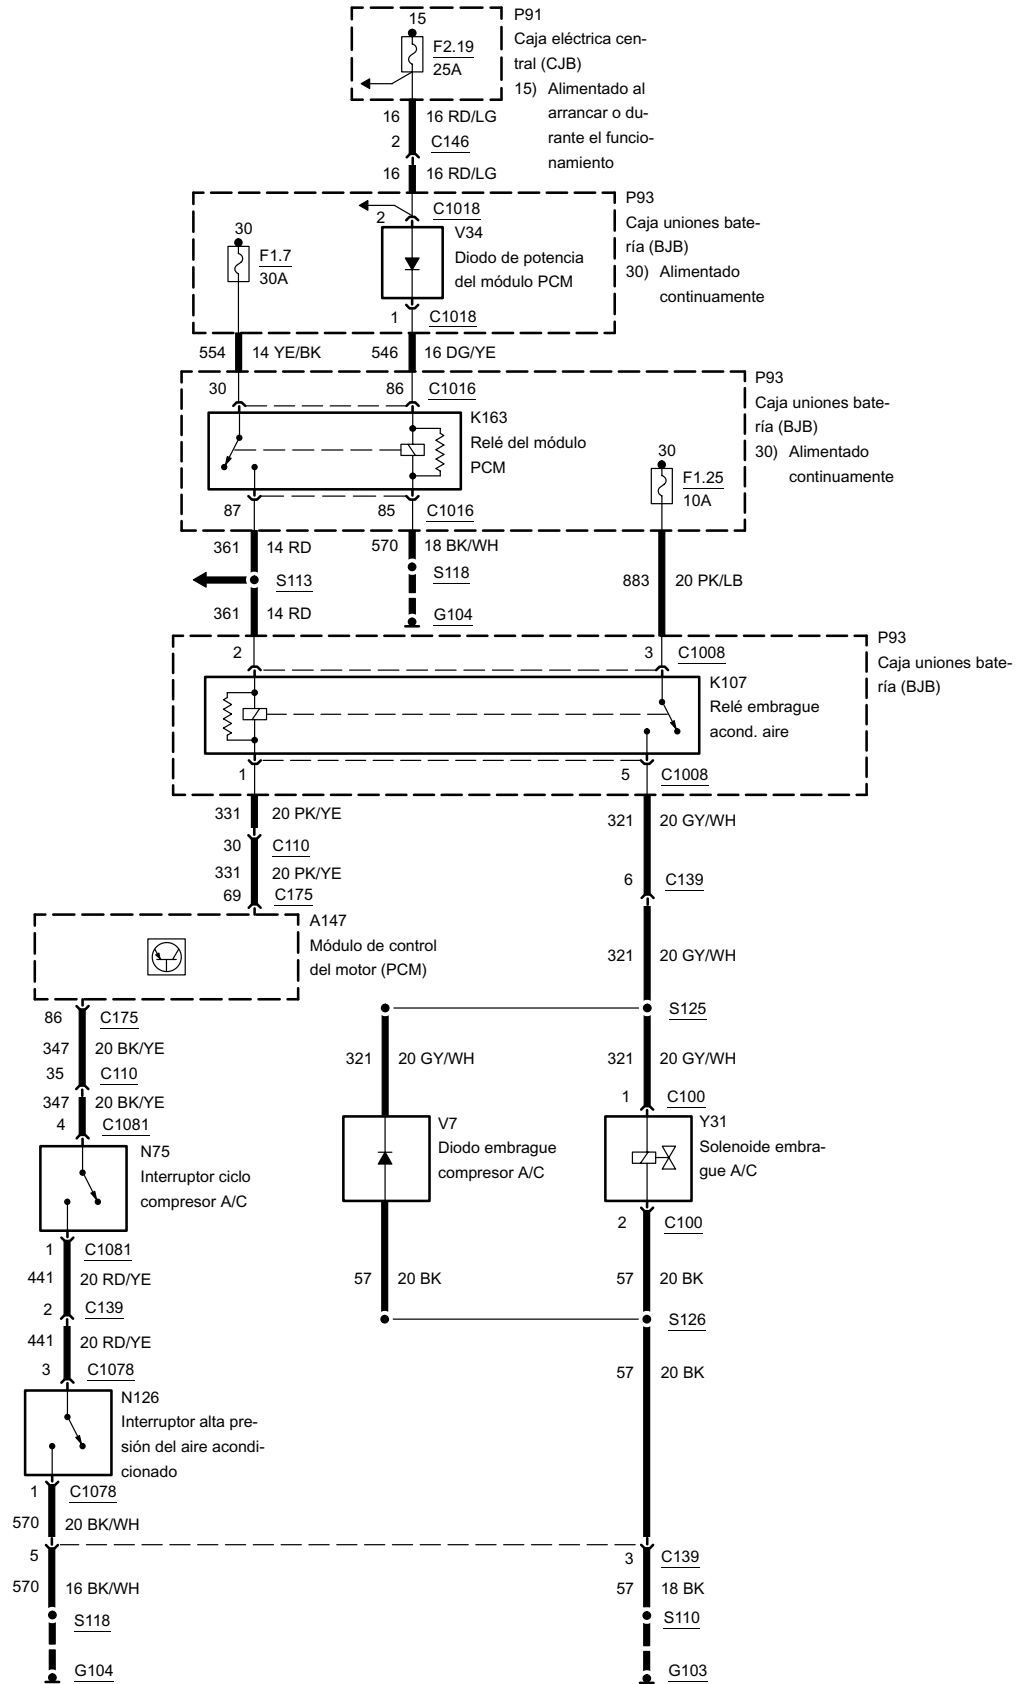 15
F2.19
25A
P91
Caja eléctrica cen-
tral (CJB)
15) Alimentado al
arrancar o du-
rante el funcio-
namiento
16 16 RD/LG
2 C146
16 16 RD/LG
P93
Caja uniones bate-
ría (BJB)
30) Alimentado
continuamente
30
F1.7
30A
2 C1018
V34
Diodo de potencia
del módulo PCM
1 C1018
554 14 YE/BK
546 16 DG/YE
P93
Caja uniones bate-
ría (BJB)
30) Alimentado
continuamente
30
86 C1016
K163
Relé del módulo
PCM
30
F1.25
10A
87
85 C1016
361 14 RD
570 18 BK/WH
S113
S118
883 20 PK/LB
361 14 RD
G104
P93
Caja uniones bate-
ría (BJB)
2
3 C1008
K107
Relé embrague
acond. aire
1
5 C1008
331 20 PK/YE
321 20 GY/WH
30 C110
331 20 PK/YE
6 C139
69 C175
A147
Módulo de control
del motor (PCM)
321 20 GY/WH
86 C175
S125
347 20 BK/YE
321 20 GY/WH
321 20 GY/WH
35 C110
347 20 BK/YE
1 C100
4 C1081
N75
Interruptor ciclo
compresor A/C
V7
Diodo embrague
compresor A/C
Y31
Solenoide embra-
gue A/C
2 C100
1 C1081
441 20 RD/YE
57 20 BK
57 20 BK
2 C139
S126
441 20 RD/YE
3 C1078
57 20 BK
N126
Interruptor alta pre-
sión del aire acondi-
cionado
1 C1078
570 20 BK/WH
5
3 C139
570 16 BK/WH
57 18 BK
S118
S110
G104
G103